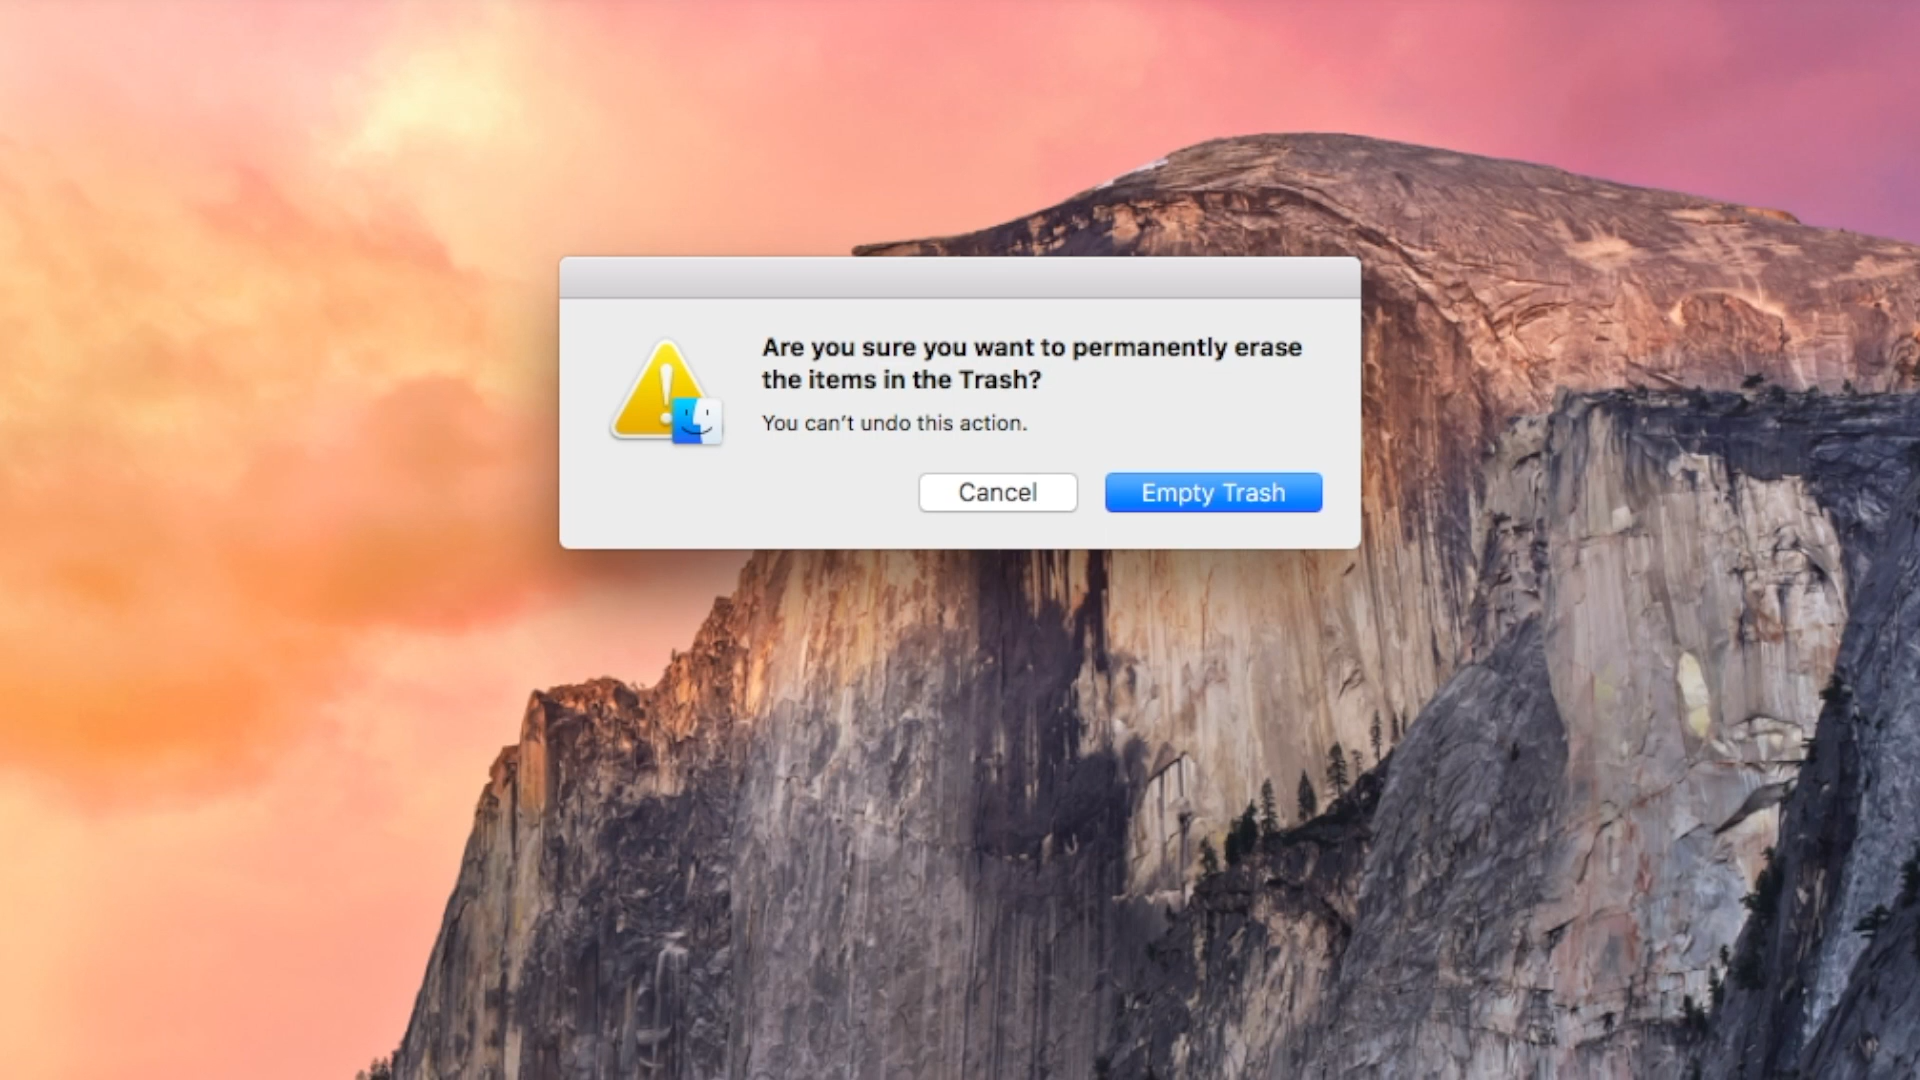 Are you sure you want to permanently erase
the items in the Trash?
You can’t undo this action.
Cancel
Empty Trash